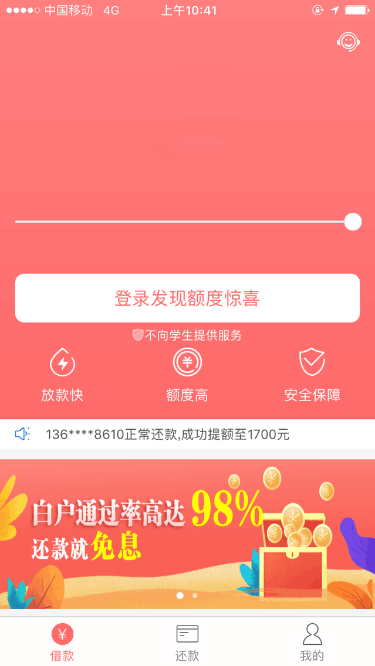 中国移动 4G 上午10:41
登录发现额度惊喜
不向学生提供服务
放款快 额度高 安全保障
136****8610正常还款,成功提额至1700元
白户通过率高达98%
还款就免息
借款 还款 我的